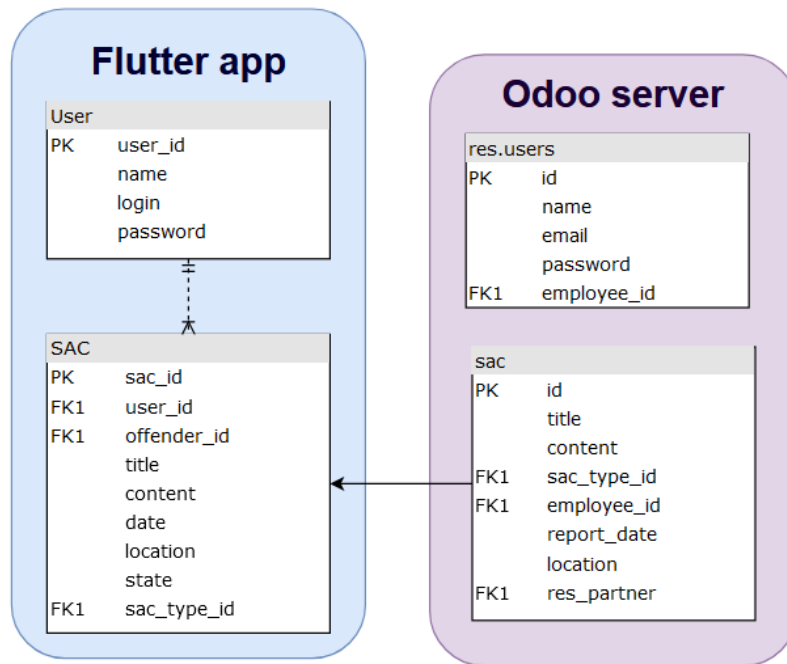 Flutter app
User
PK user_id
name
login
password
SAC
PK sac_id
FK1 user_id
FK1 offender_id
title
content
date
location
state
FK1 sac_type_id
Odoo server
res.users
PK id
name
email
password
FK1 employee_id
sac
PK id
title
content
FK1 sac_type_id
FK1 employee_id
report_date
location
FK1 res_partner